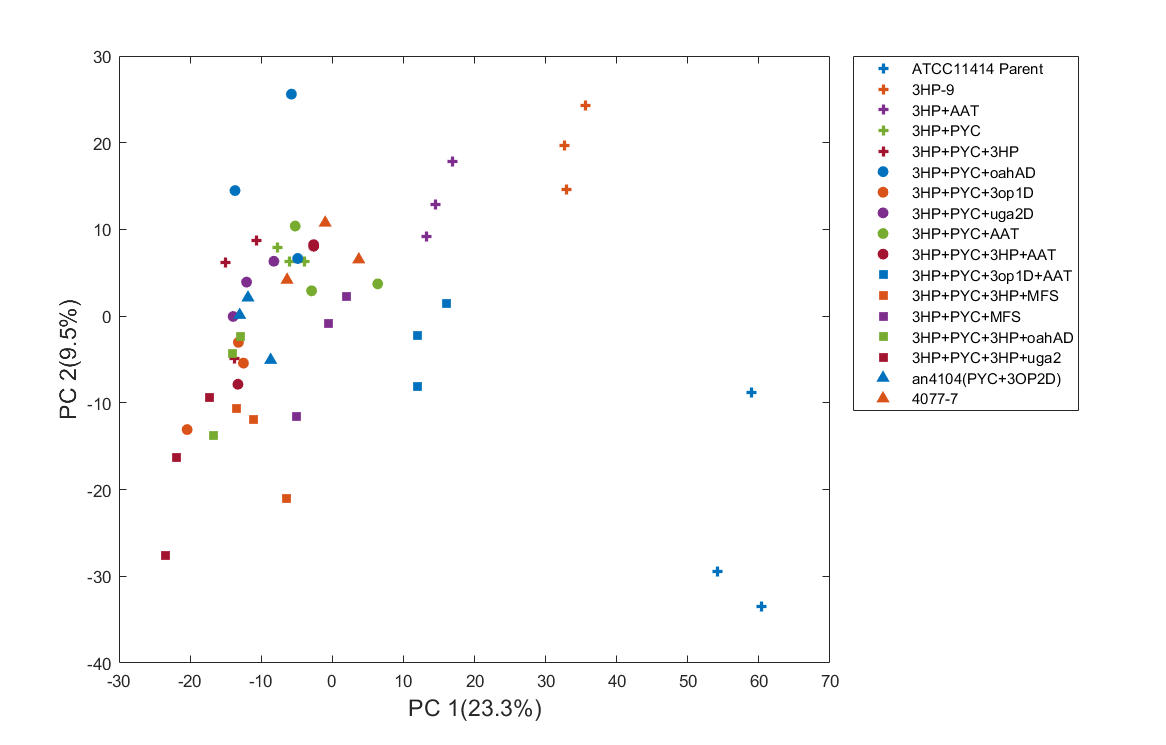 30
20
10
0
-10
-20
-30
-40
-30
-20
-10
0
10
20
30
40
50
60
70
PC 2(9.5%)
PC 1(23.3%)
ATCC11414 Parent
3HP-9
3HP+AAT
3HP+PYC
3HP+PYC+3HP
3HP+PYC+oahAD
3HP+PYC+3op1D
3HP+PYC+uga2D
3HP+PYC+AAT
3HP+PYC+3HP+AAT
3HP+PYC+3op1D+AAT
3HP+PYC+3HP+MFS
3HP+PYC+MFS
3HP+PYC+3HP+oahAD
3HP+PYC+3HP+uga2
an4104(PYC+3OP2D)
4077-7